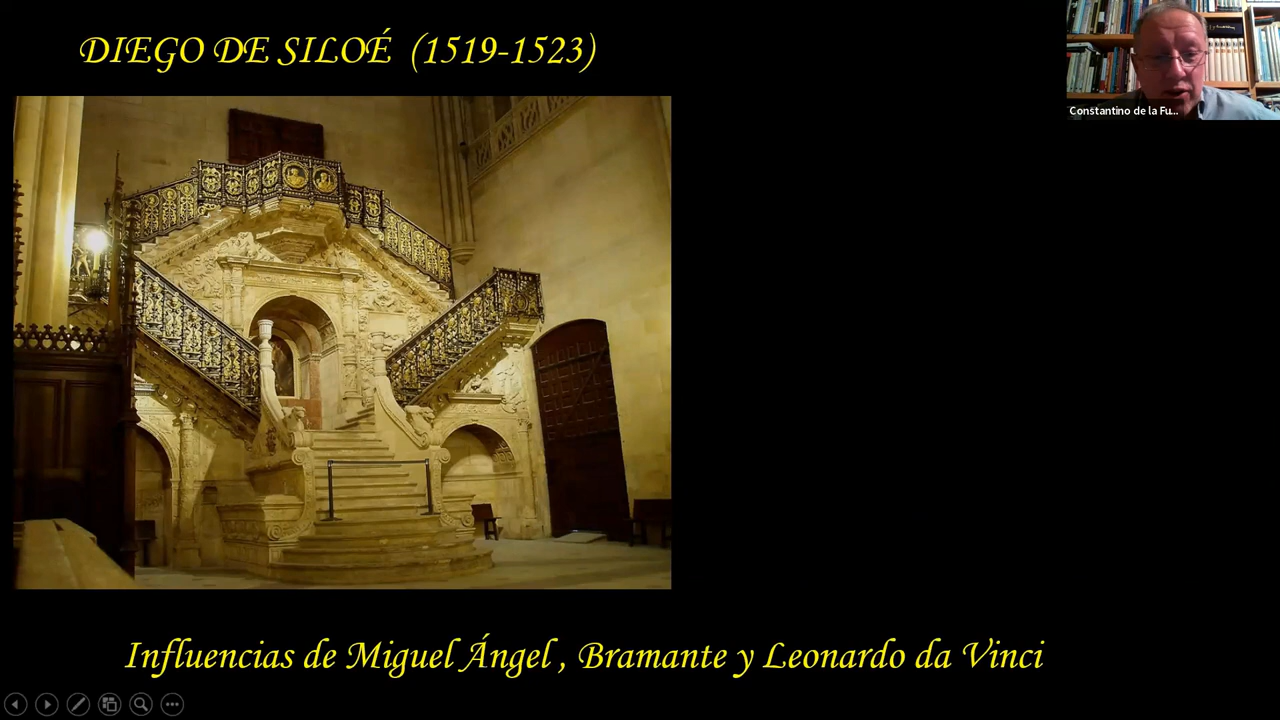 DIEGO DE SILOÉ (1519-1523)
Constantino de la Fu...
Influencias de Miguel Ángel , Bramante y Leonardo da Vinci